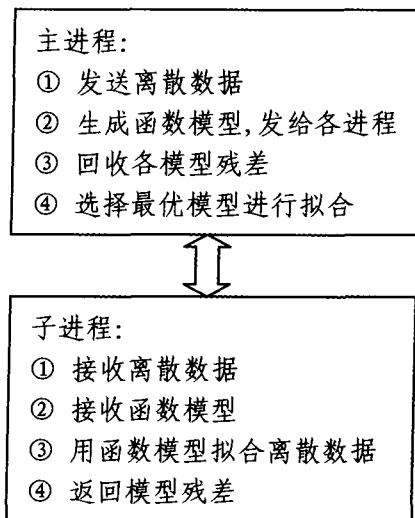 主进程:
① 发送离散数据
② 生成函数模型,发给各进程
③ 回收各模型残差
④ 选择最优模型进行拟合
子进程:
① 接收离散数据
② 接收函数模型
③ 用函数模型拟合离散数据
④ 返回模型残差